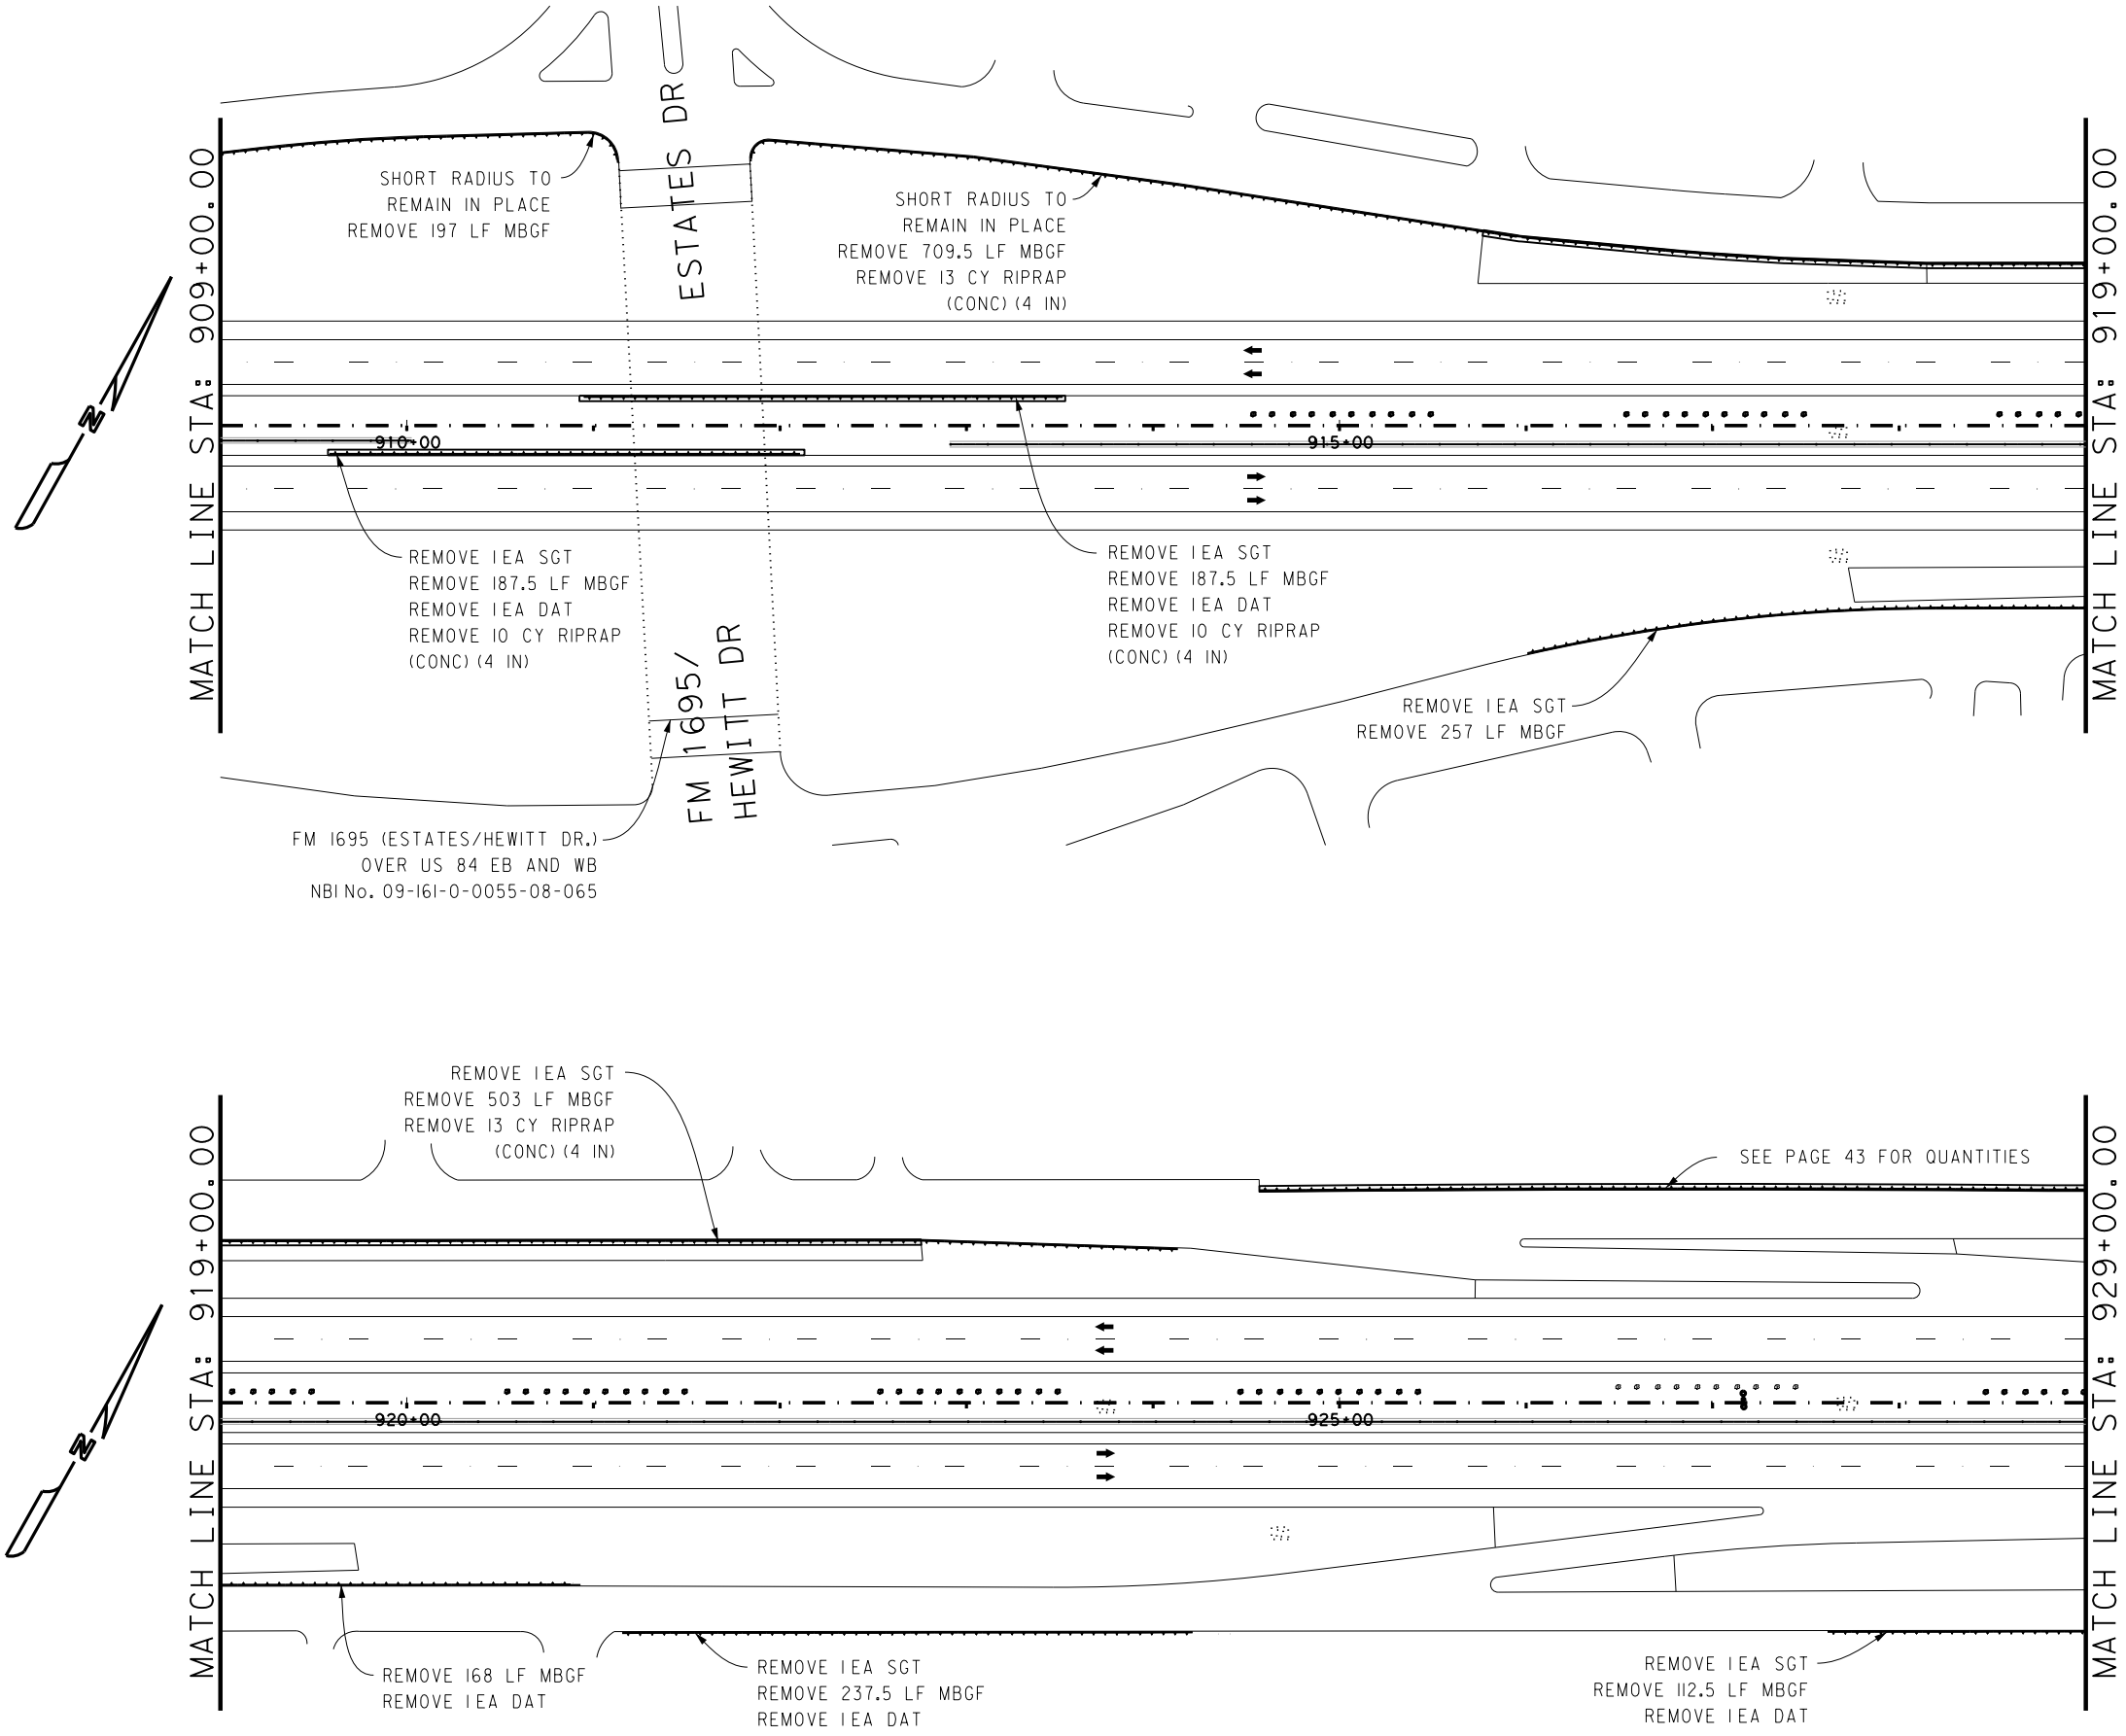 ESTATES DR
SHORT RADIUS TO
REMAIN IN PLACE
REMOVE 197 LF MBGF
SHORT RADIUS TO
REMAIN IN PLACE
REMOVE 709.5 LF MBGF
REMOVE 13 CY RIPRAP
(CONC) (4 IN)
MATCH LINE STA: 909+00.00
MATCH LINE STA: 919+00.00
N
910+00
915+00
REMOVE 1 EA SGT
REMOVE 187.5 LF MBGF
REMOVE 1 EA DAT
REMOVE 10 CY RIPRAP
(CONC) (4 IN)
REMOVE 1 EA SGT
REMOVE 187.5 LF MBGF
REMOVE 1 EA DAT
REMOVE 10 CY RIPRAP
(CONC) (4 IN)
FM 1695/
HEWITT DR
REMOVE 1 EA SGT
REMOVE 257 LF MBGF
FM 1695 (ESTATES/HEWITT DR.)
OVER US 84 EB AND WB
NBI No. 09-161-0-0055-08-065
REMOVE 1 EA SGT
REMOVE 503 LF MBGF
REMOVE 13 CY RIPRAP
(CONC) (4 IN)
SEE PAGE 43 FOR QUANTITIES
MATCH LINE STA: 919+00.00
MATCH LINE STA: 929+00.00
N
920+00
925+00
REMOVE 168 LF MBGF
REMOVE 1 EA DAT
REMOVE 1 EA SGT
REMOVE 237.5 LF MBGF
REMOVE 1 EA DAT
REMOVE 1 EA SGT
REMOVE 112.5 LF MBGF
REMOVE 1 EA DAT